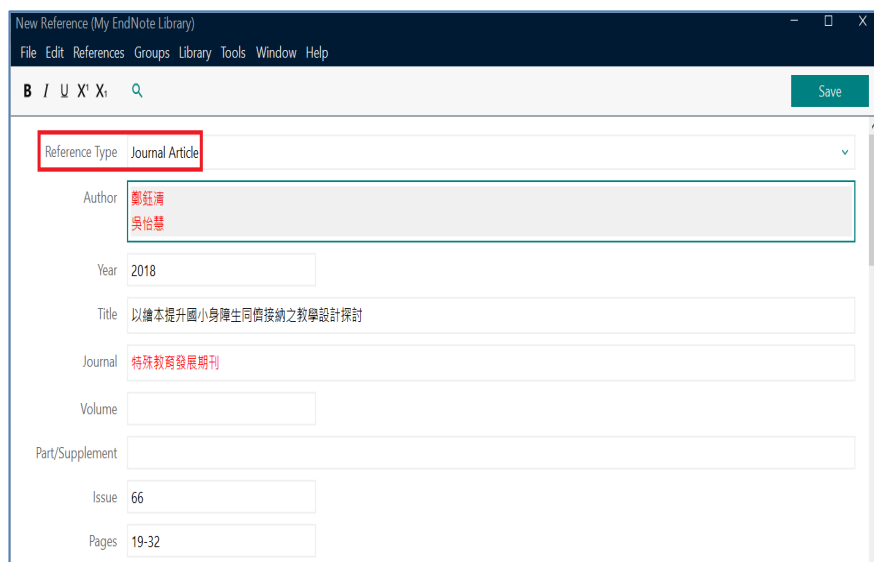 New Reference (My EndNote Library)
File Edit References Groups Library Tools Window Help
B I U X¹ X₁ Save
Reference Type Journal Article
Author 鄭鈺清
吳怡慧
Year 2018
Title 以繪本提升國小身障生同儕接納之教學設計探討
Journal 特殊教育發展期刊
Volume
Part/Supplement
Issue 66
Pages 19-32